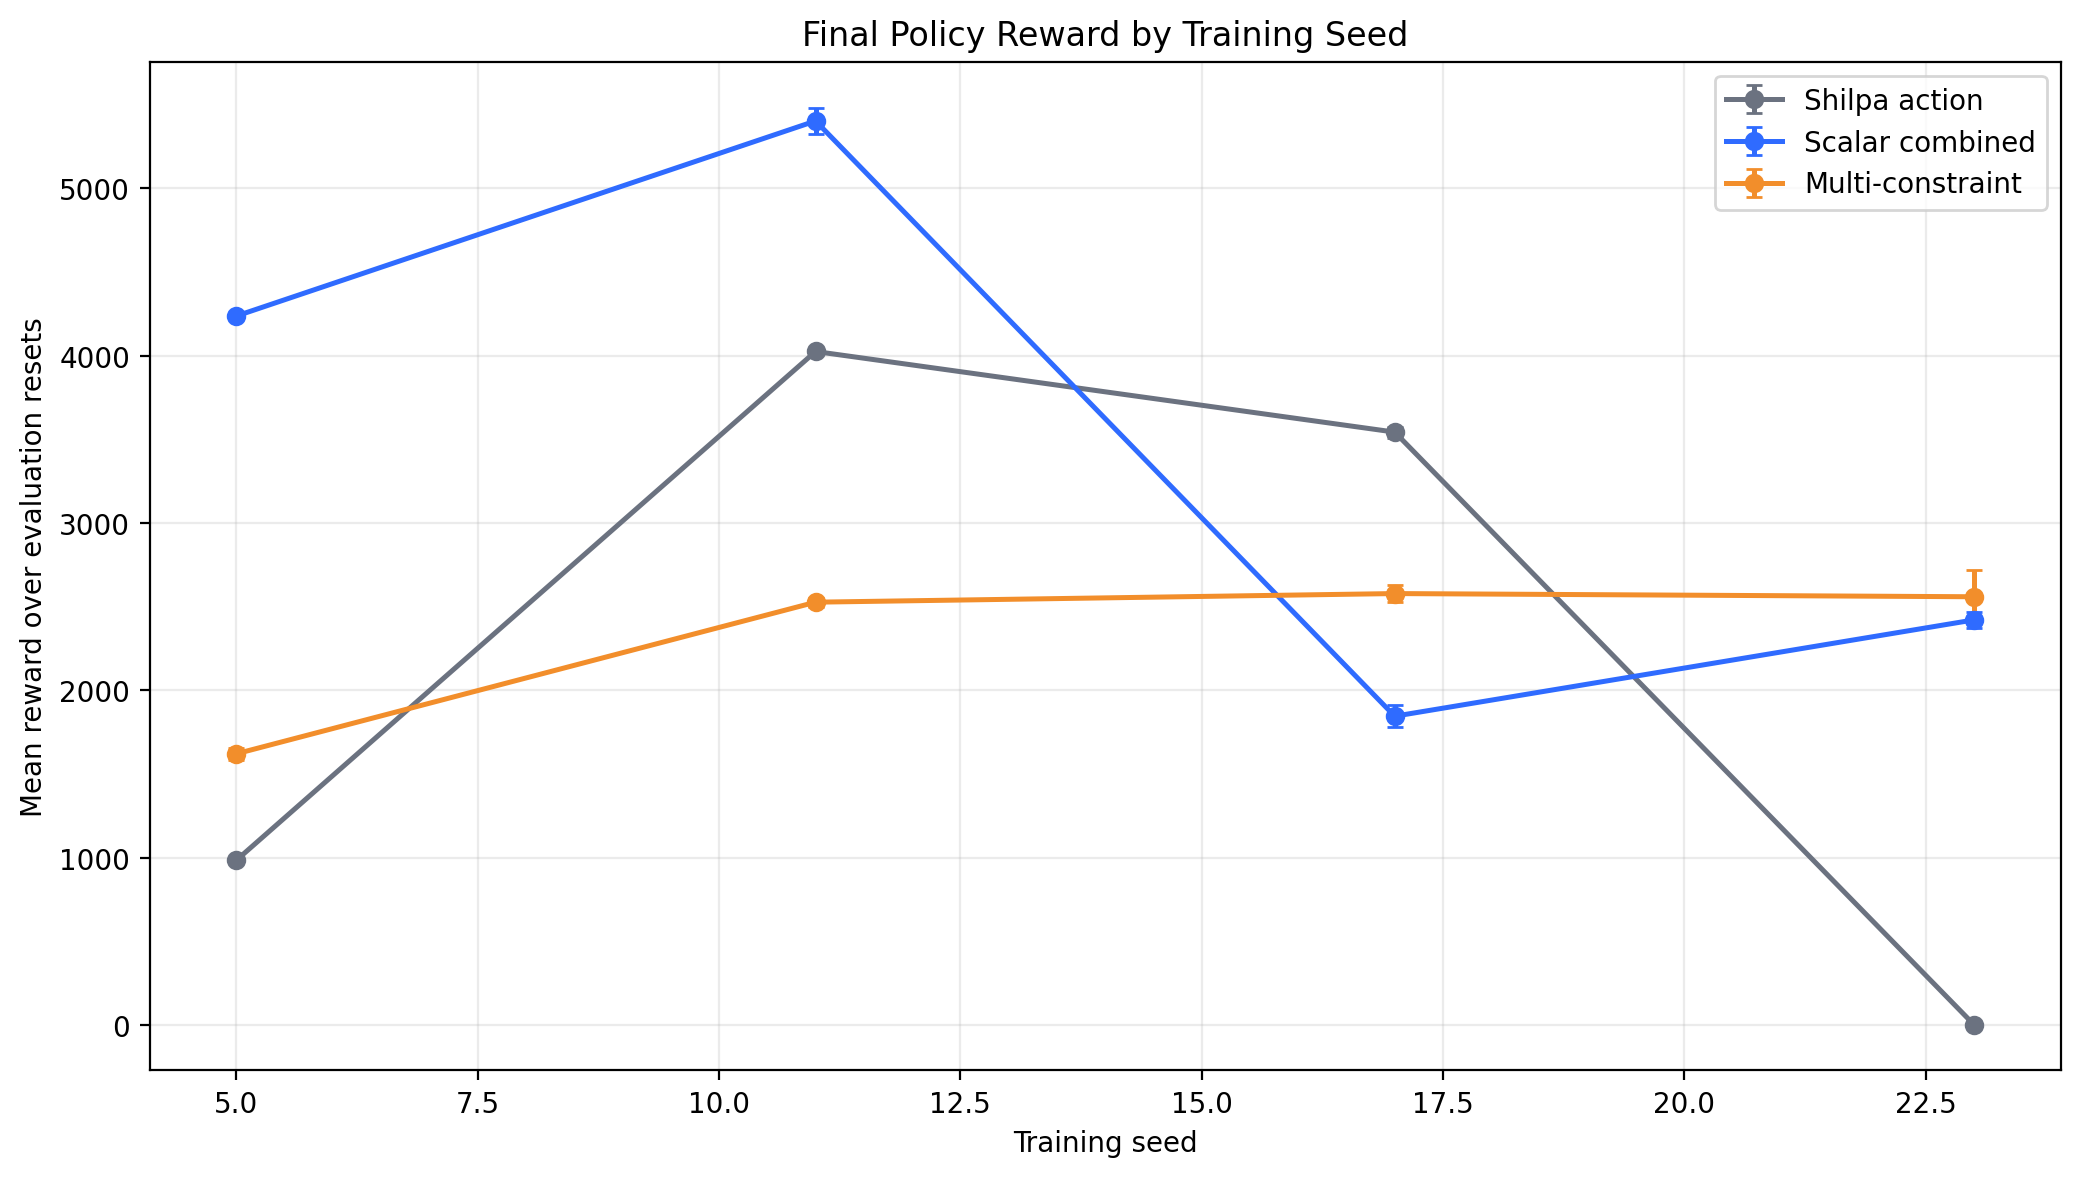 Final Policy Reward by Training Seed
Shilpa action
Scalar combined
Multi-constraint
Mean reward over evaluation resets
5000
4000
3000
2000
1000
0
5.0 7.5 10.0 12.5 15.0 17.5 20.0 22.5
Training seed